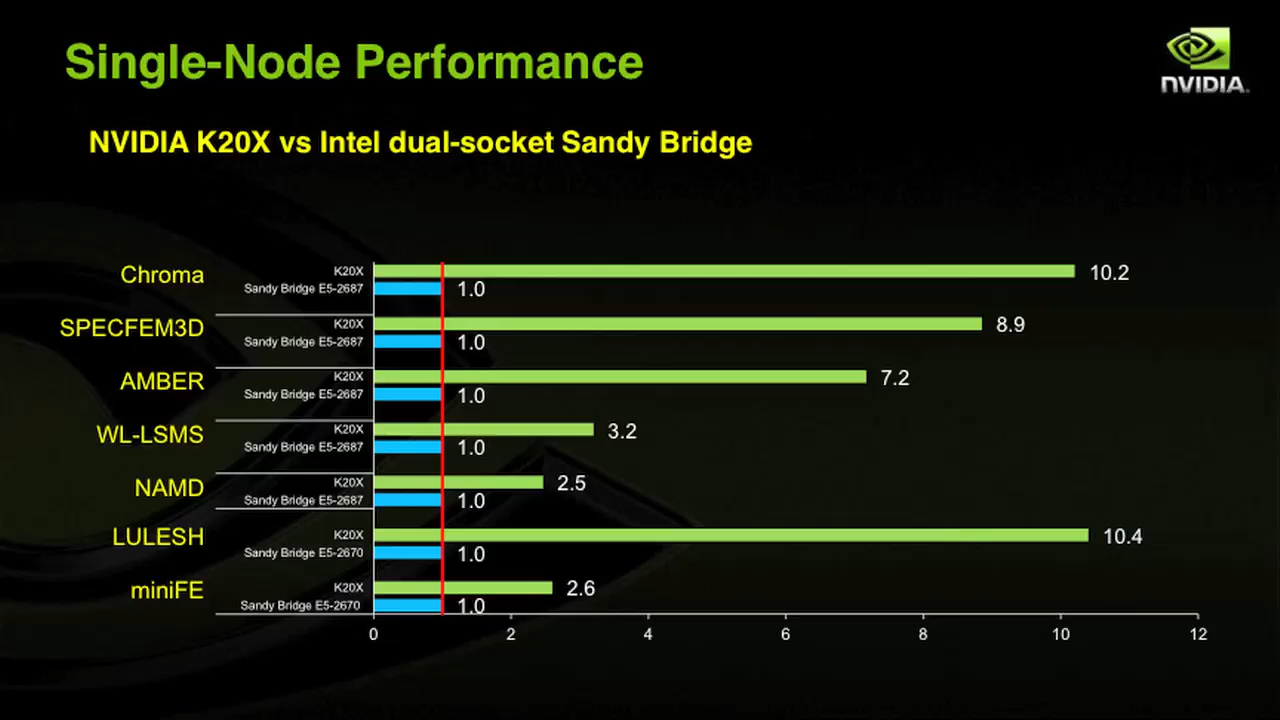 Single-Node Performance
NVIDIA
NVIDIA K20X vs Intel dual-socket Sandy Bridge
Chroma
K20X
10.2
Sandy Bridge E5-2687
1.0
SPECFEM3D
K20X
8.9
Sandy Bridge E5-2687
1.0
AMBER
K20X
7.2
Sandy Bridge E5-2687
1.0
WL-LSMS
K20X
3.2
Sandy Bridge E5-2687
1.0
NAMD
K20X
2.5
Sandy Bridge E5-2687
1.0
LULESH
K20X
10.4
Sandy Bridge E5-2670
1.0
miniFE
K20X
2.6
Sandy Bridge E5-2670
1.0
0 2 4 6 8 10 12